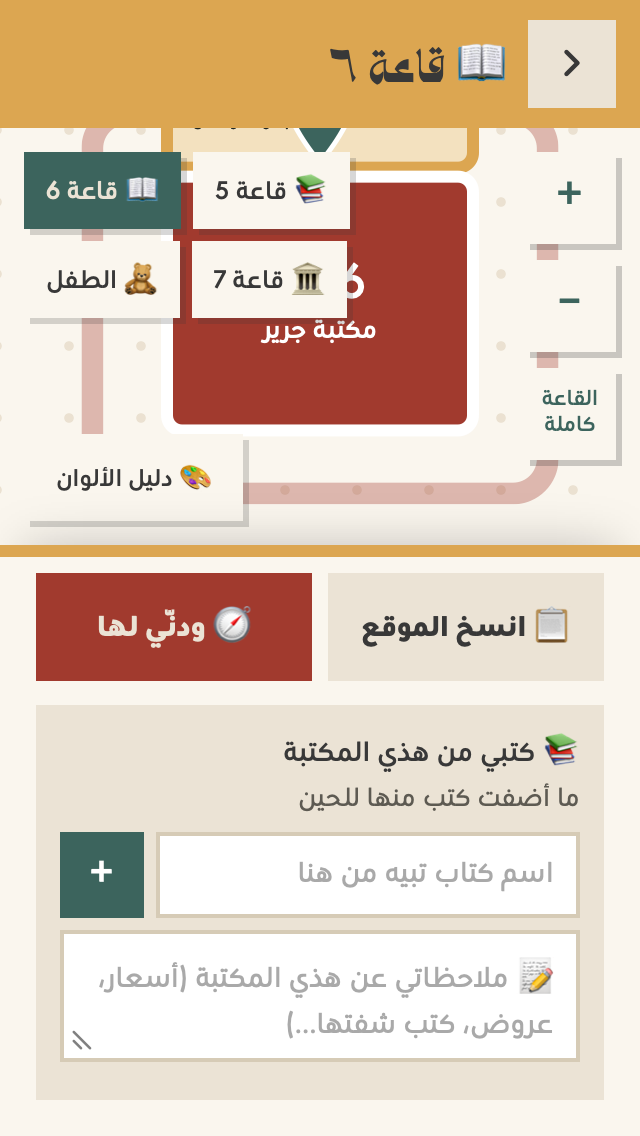 📖 قاعة ٦
📚 قاعة 5
📖 قاعة 6
🏛️ قاعة 7
🧸 الطفل
+
−
القاعة
كاملة
6
مكتبة جرير
🎨 دليل الألوان
📋 انسخ الموقع
🧭 ودنّي لها
📚 كتبي من هذي المكتبة
ما أضفت كتب منها للحين
اسم كتاب تبيه من هنا
+
📝 ملاحظاتي عن هذي المكتبة (أسعار،
عروض، كتب شفتها...)